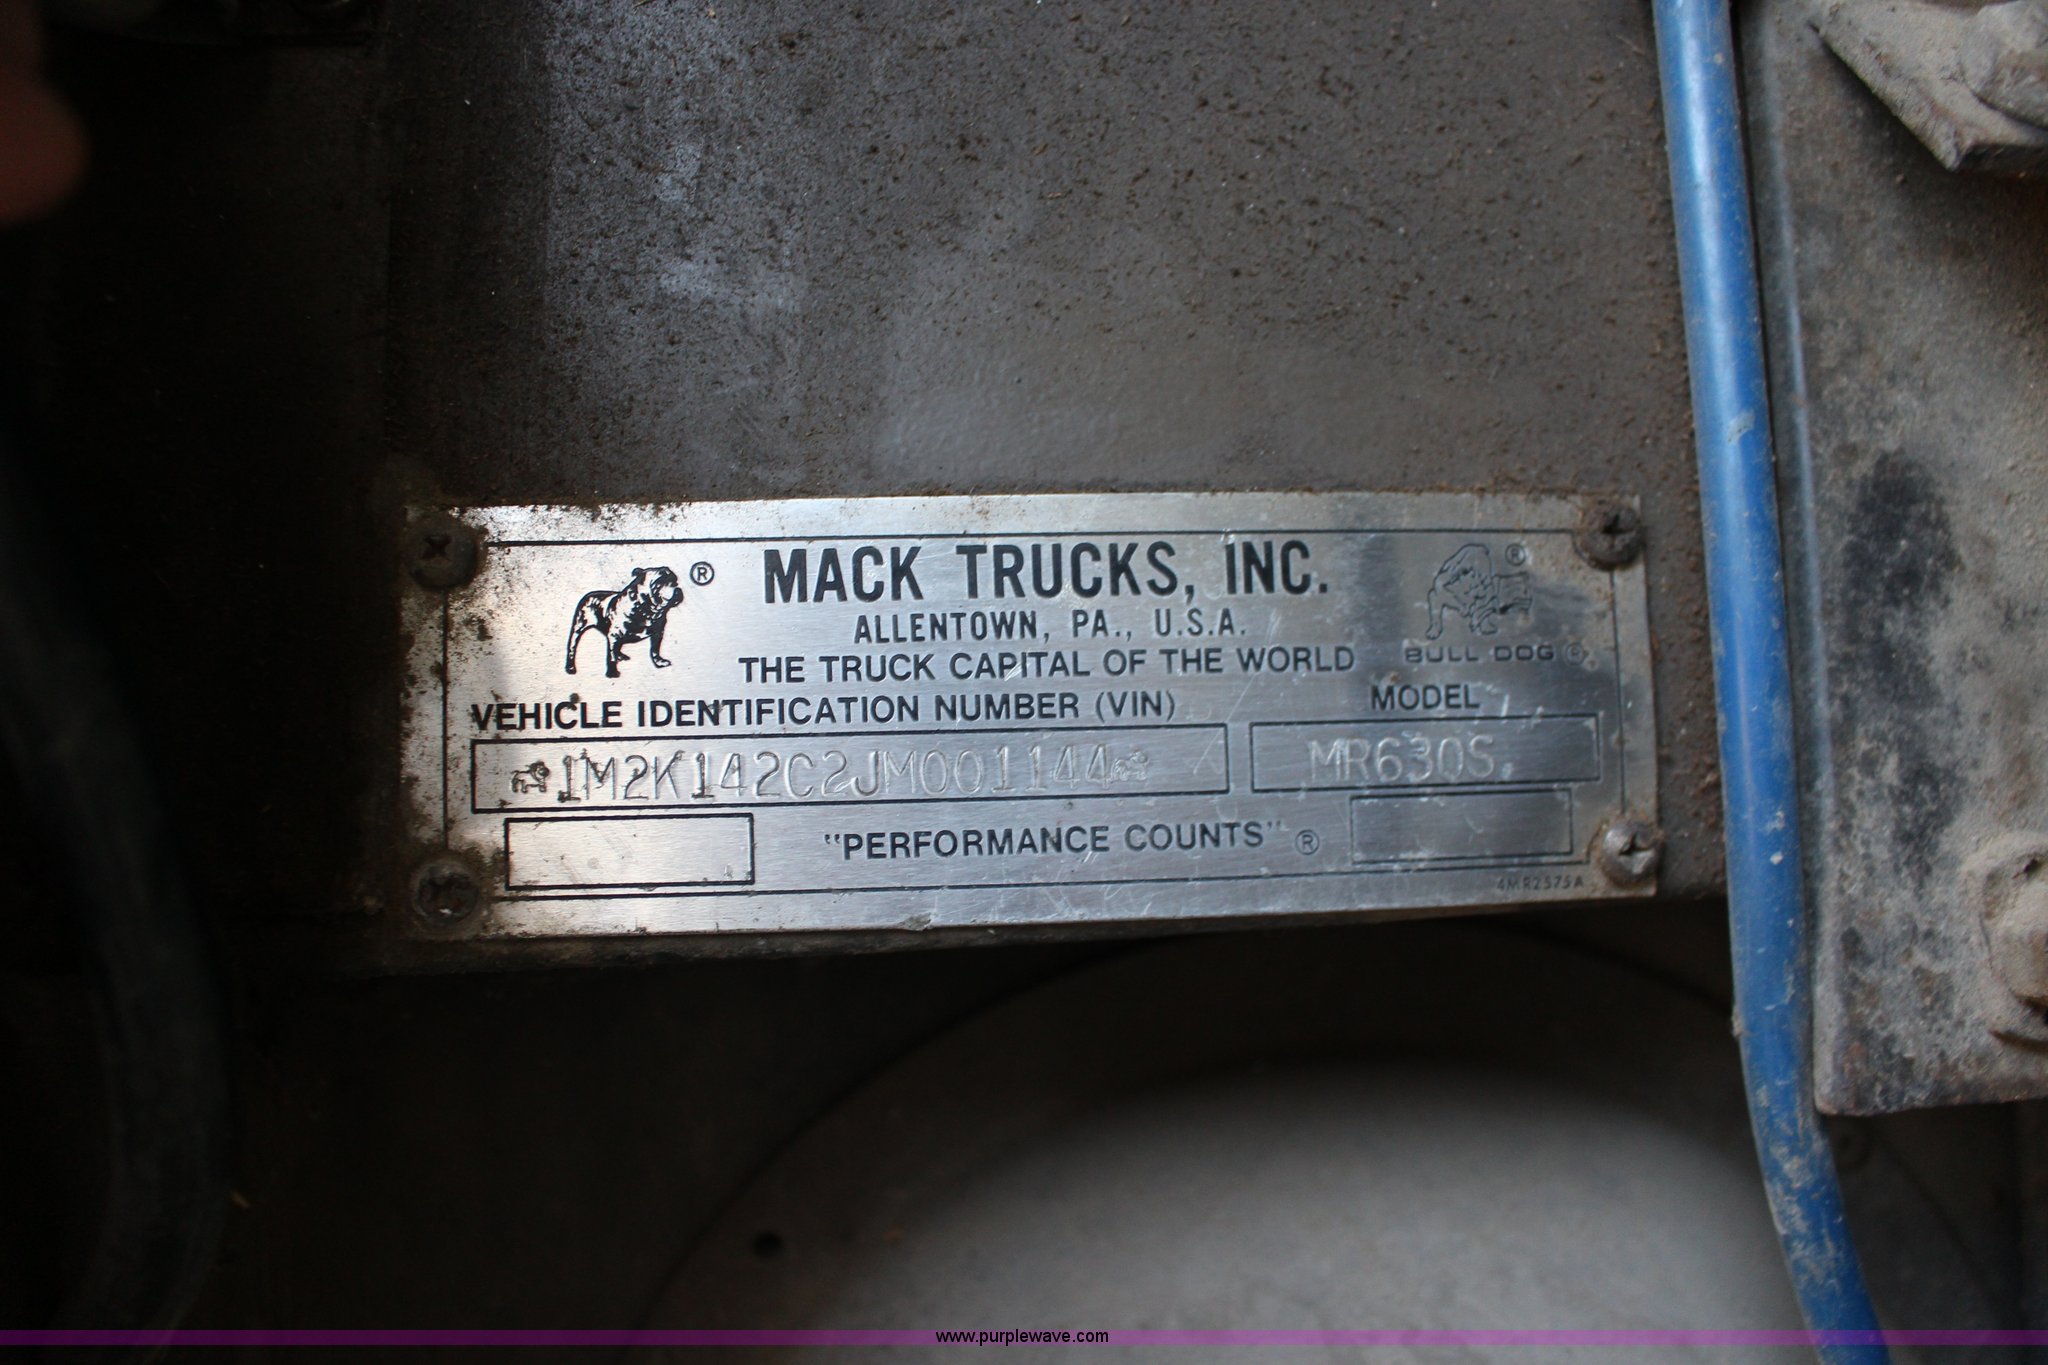 ® MACK TRUCKS, INC. ®
ALLENTOWN, PA., U.S.A.
BULL DOG ®
THE TRUCK CAPITAL OF THE WORLD
VEHICLE IDENTIFICATION NUMBER (VIN) MODEL
1M2K142C2JM001144 MR630S
"PERFORMANCE COUNTS" ®
4MR2575A
www.purplewave.com